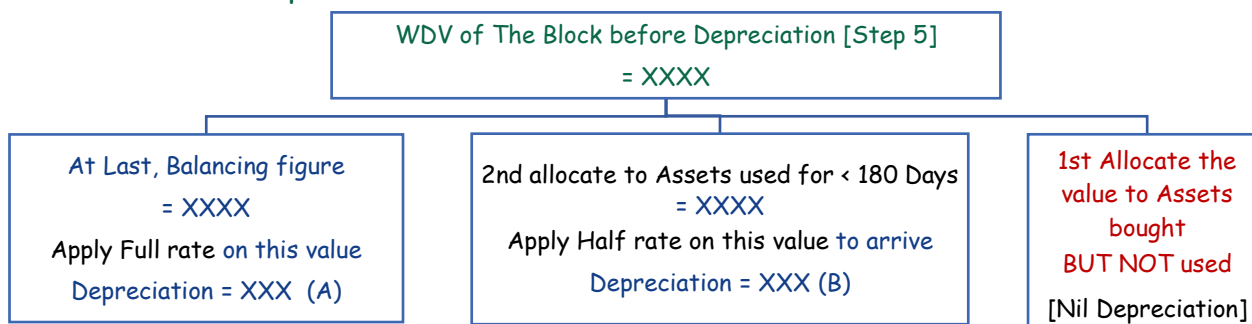 WDV of The Block before Depreciation [Step 5]
= XXXX
At Last, Balancing figure
= XXXX
Apply Full rate on this value
Depreciation = XXX (A)
2nd allocate to Assets used for < 180 Days
= XXXX
Apply Half rate on this value to arrive
Depreciation = XXX (B)
1st Allocate the
value to Assets
bought
BUT NOT used
[Nil Depreciation]